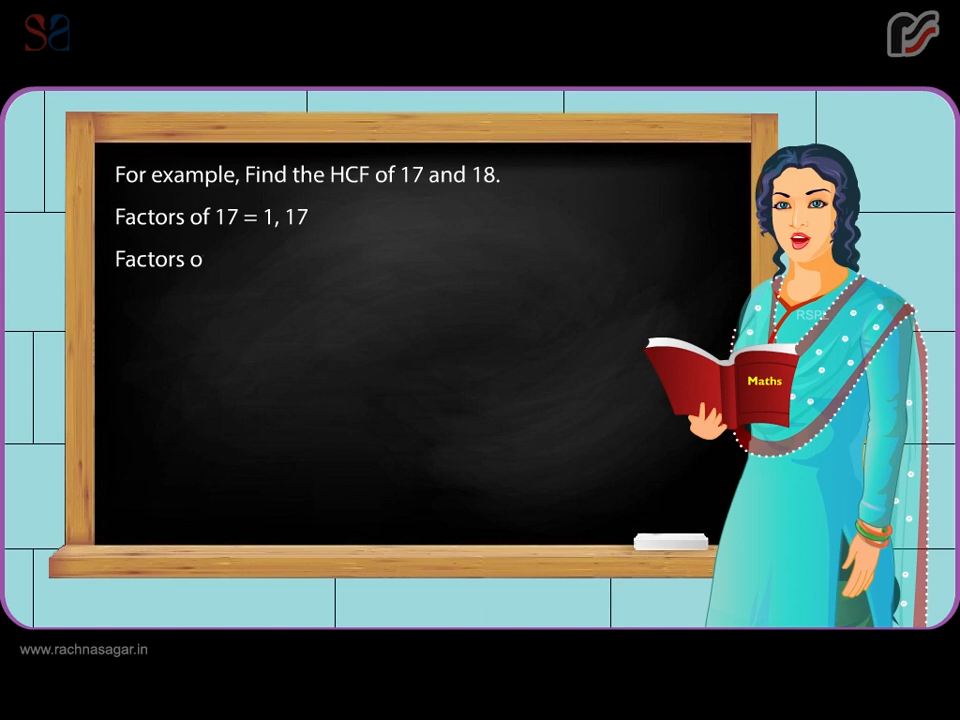 For example, Find the HCF of 17 and 18.
Factors of 17 = 1, 17
Factors o
RSPL
Maths
www.rachnasagar.in